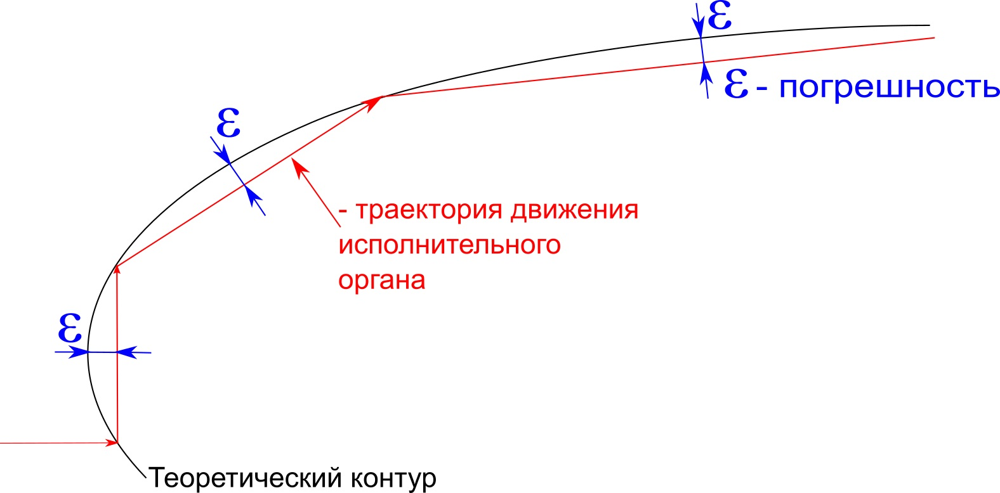 ε
ε - погрешность
ε
- траектория движения
исполнительного
органа
ε
Теоретический контур